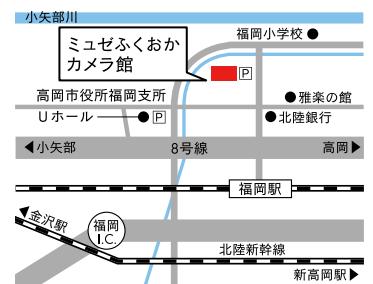 小矢部川
福岡小学校
ミュゼふくおか
カメラ館
P
高岡市役所福岡支所
雅楽の館
Uホール
P
北陸銀行
小矢部
8号線
高岡
福岡駅
金沢駅
福岡
I.C.
北陸新幹線
新高岡駅